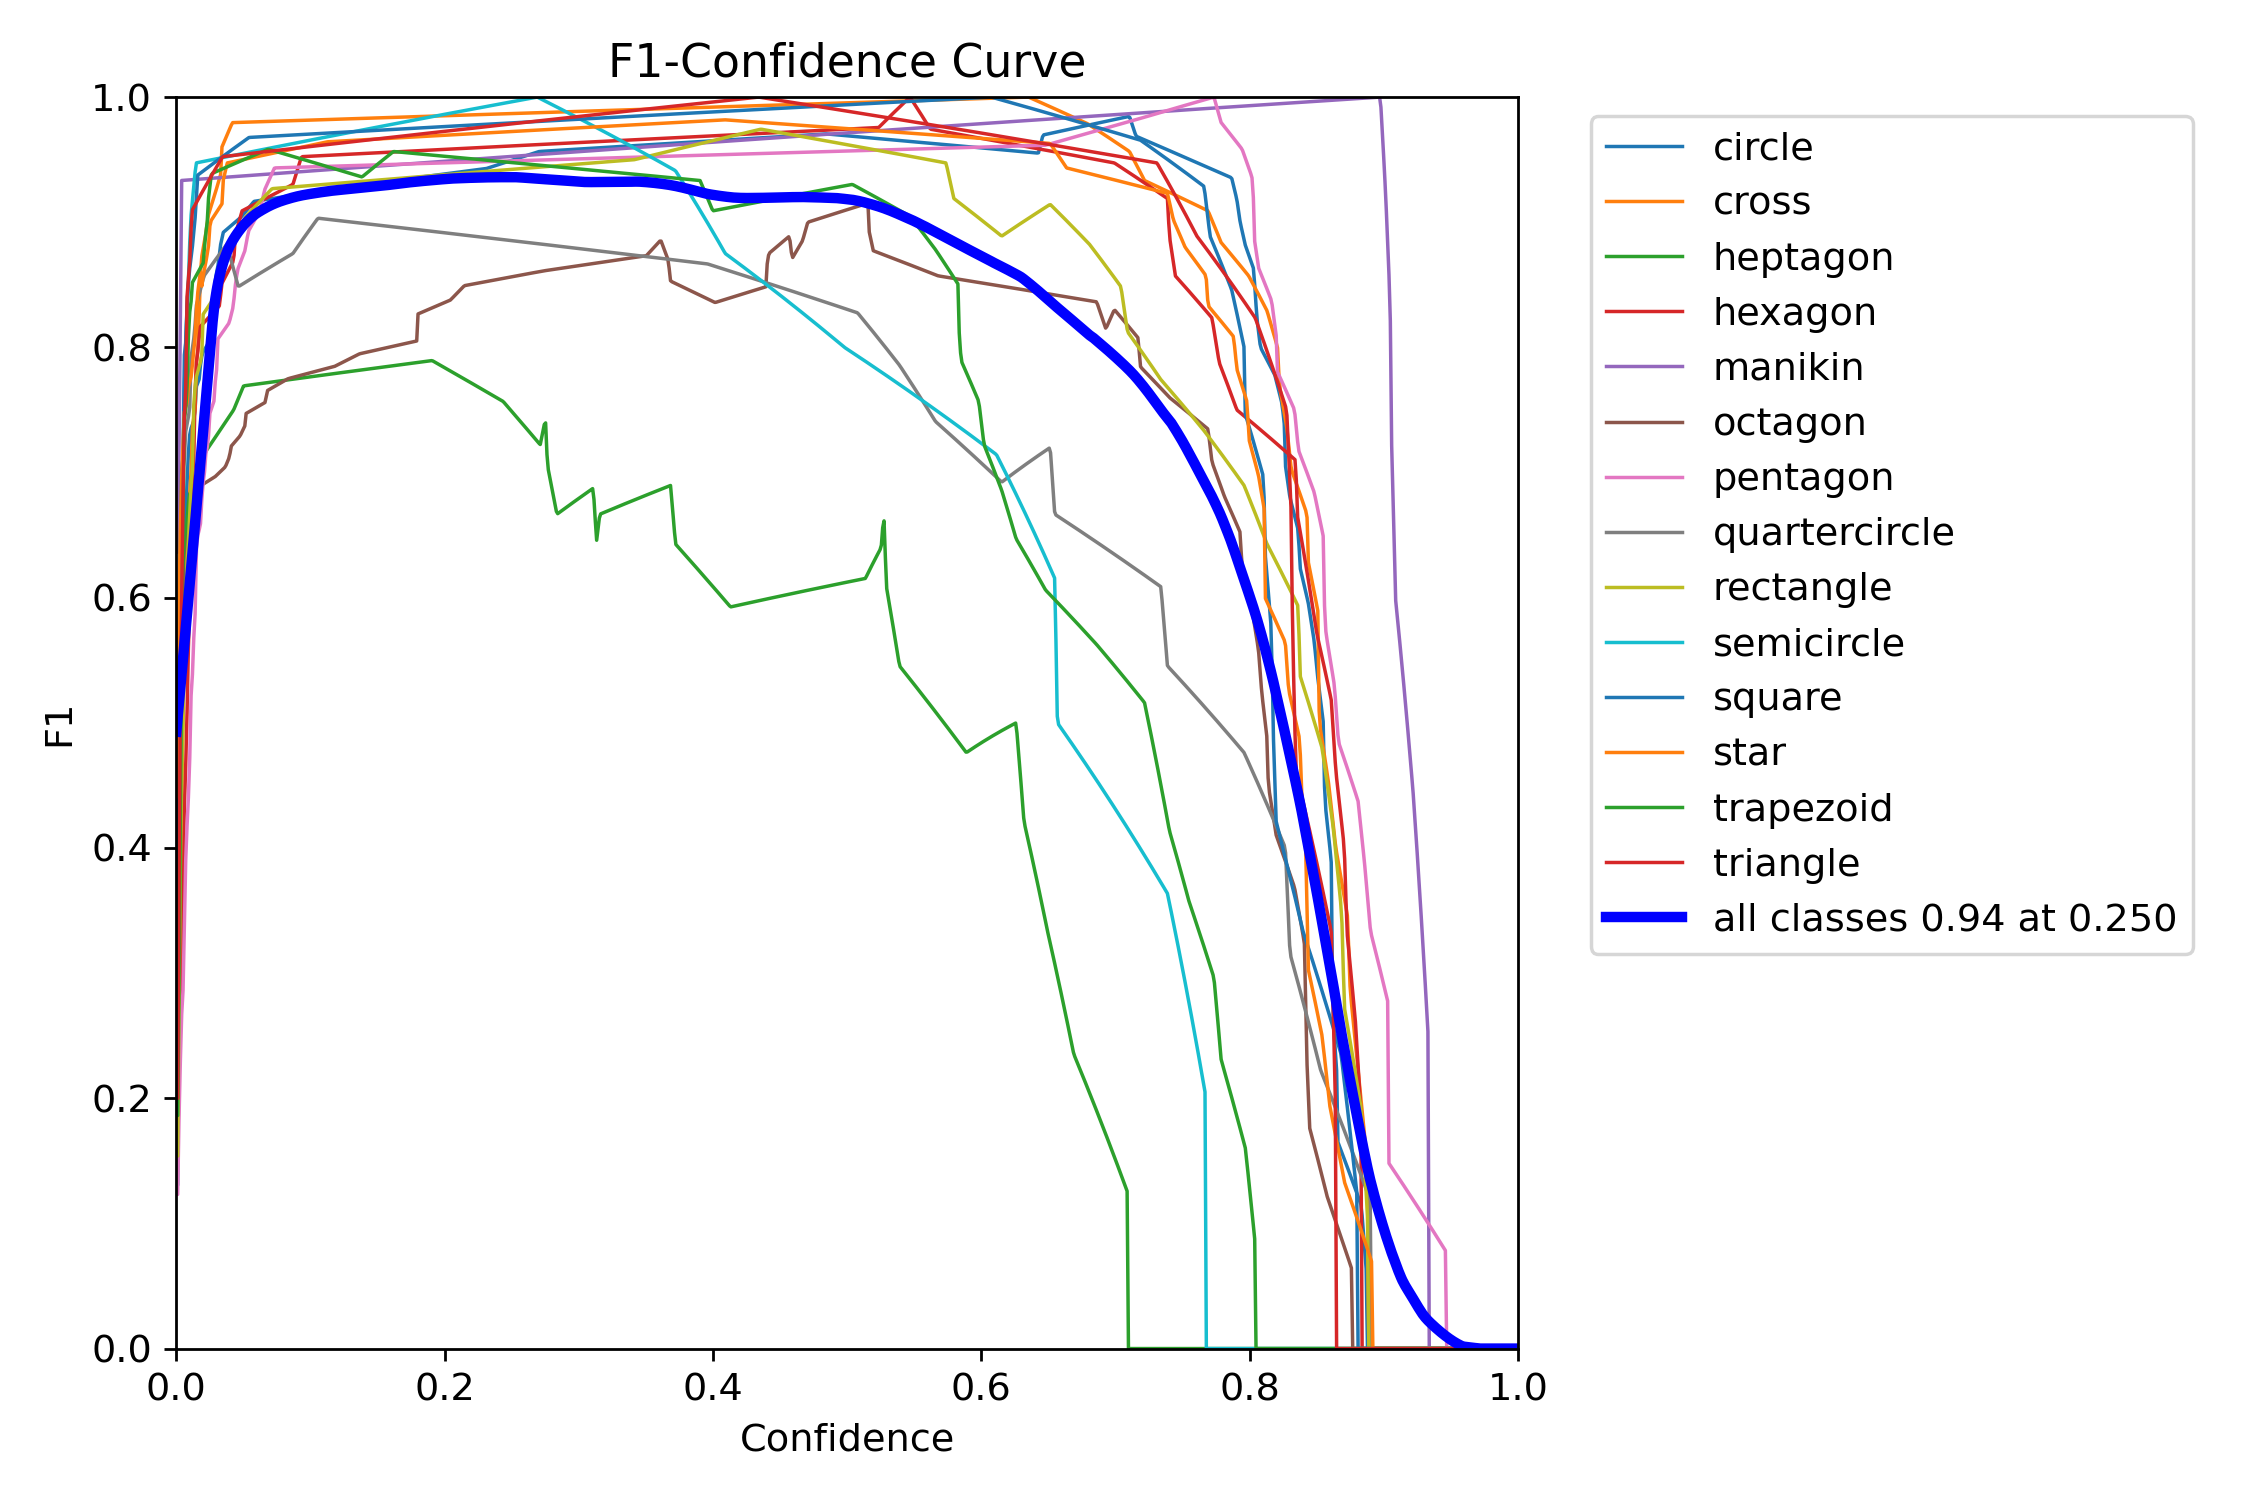 F1-Confidence Curve
1.0
0.8
0.6
0.4
0.2
0.0
F1
0.0 0.2 0.4 0.6 0.8 1.0
Confidence
circle
cross
heptagon
hexagon
manikin
octagon
pentagon
quartercircle
rectangle
semicircle
square
star
trapezoid
triangle
all classes 0.94 at 0.250